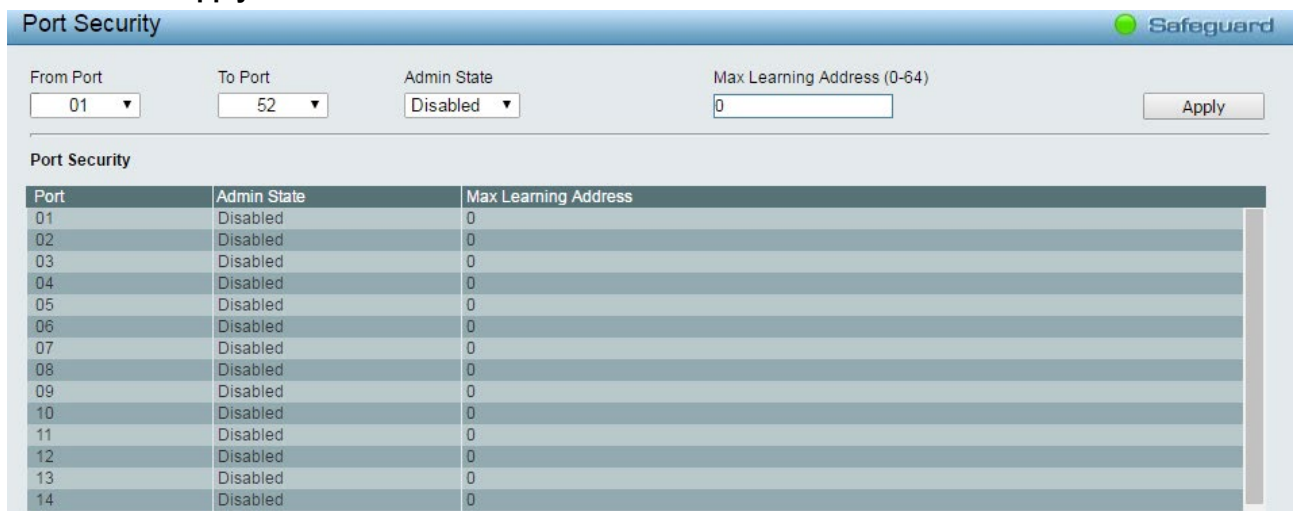 Apply
Port Security Safeguard
From Port To Port Admin State Max Learning Address (0-64)
01 52 Disabled 0 Apply
Port Security
Port Admin State Max Learning Address
01 Disabled 0
02 Disabled 0
03 Disabled 0
04 Disabled 0
05 Disabled 0
06 Disabled 0
07 Disabled 0
08 Disabled 0
09 Disabled 0
10 Disabled 0
11 Disabled 0
12 Disabled 0
13 Disabled 0
14 Disabled 0